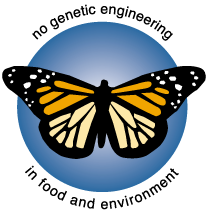 no genetic engineering
in food and environment